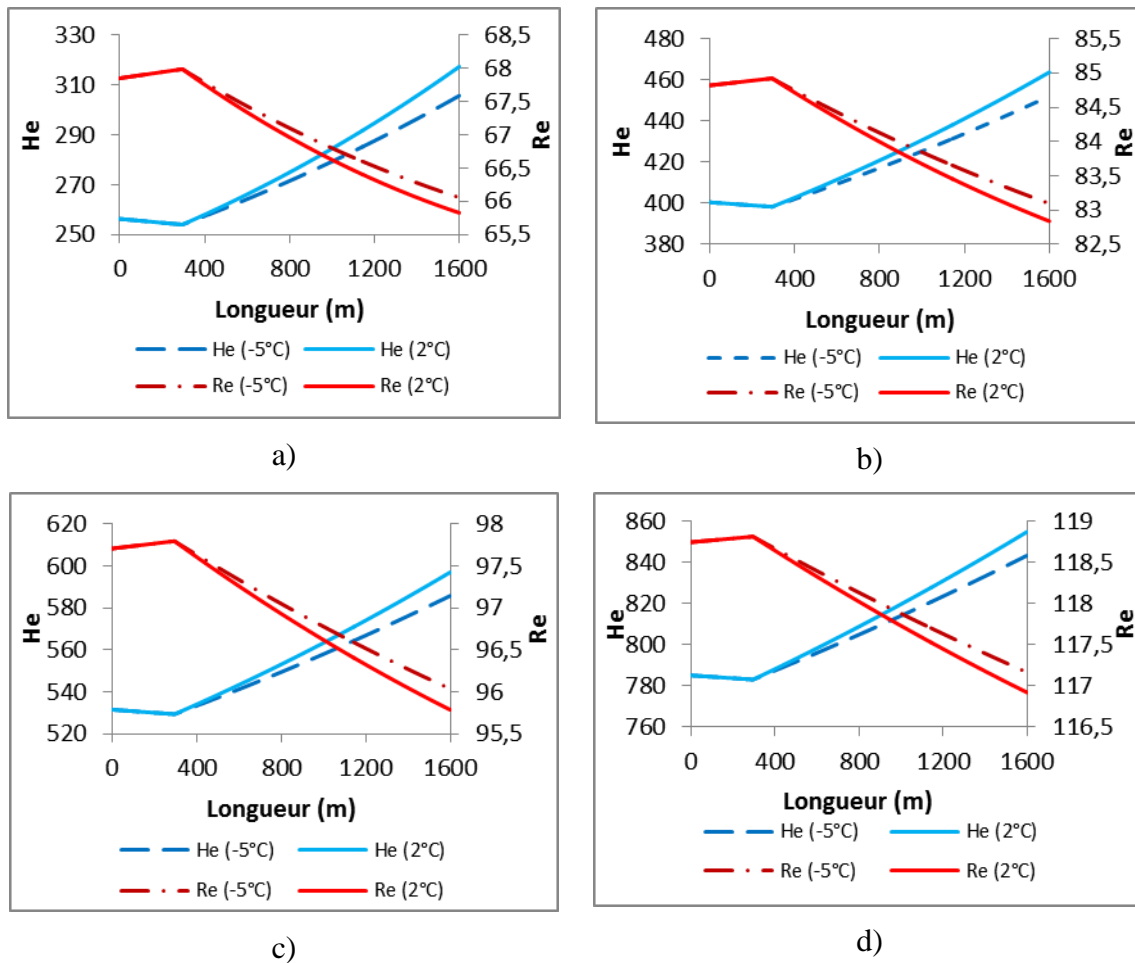 330
310
290
270
250
He
68,5
68
67,5
67
66,5
66
65,5
Re
0 400 800 1200 1600
Longueur (m)
He (-5°C) He (2°C)
Re (-5°C) Re (2°C)
a)
480
460
440
420
400
380
He
85,5
85
84,5
84
83,5
83
82,5
Re
0 400 800 1200 1600
Longueur (m)
He (-5°C) He (2°C)
Re (-5°C) Re (2°C)
b)
620
600
580
560
540
520
He
98
97,5
97
96,5
96
95,5
Re
0 400 800 1200 1600
Longueur (m)
He (-5°C) He (2°C)
Re (-5°C) Re (2°C)
c)
860
840
820
800
780
760
He
119
118,5
118
117,5
117
116,5
Re
0 400 800 1200 1600
Longueur (m)
He (-5°C) He (2°C)
Re (-5°C) Re (2°C)
d)